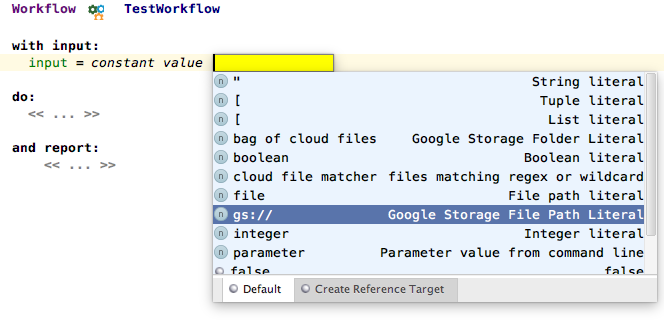 Workflow TestWorkflow
with input:
input = constant value
" String literal
[ Tuple literal
[ List literal
bag of cloud files Google Storage Folder Literal
boolean Boolean literal
cloud file matcher files matching regex or wildcard
file File path literal
gs:// Google Storage File Path Literal
integer Integer literal
parameter Parameter value from command line
false false
do:
<< ... >>
and report:
<< ... >>
Default Create Reference Target